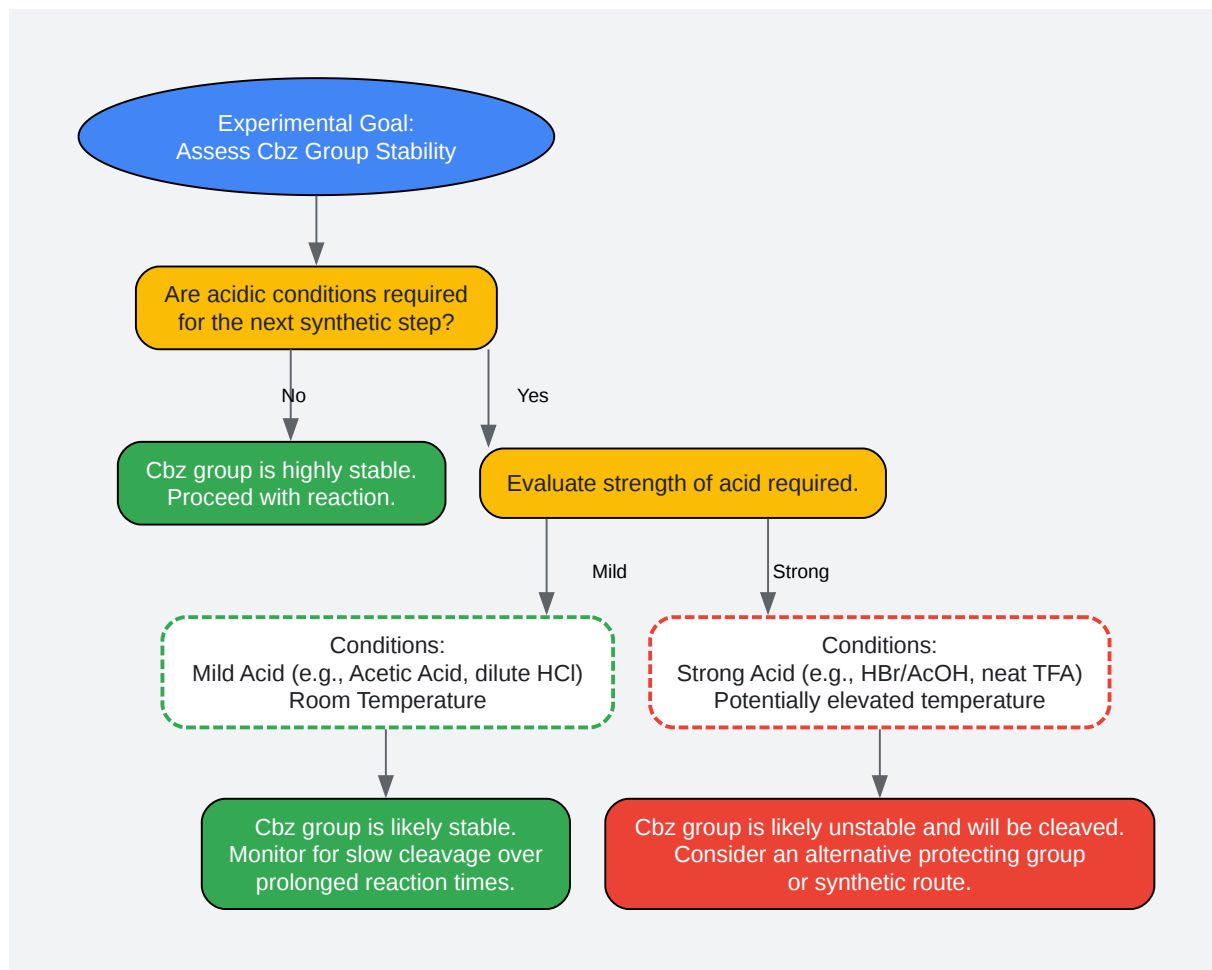 Experimental Goal:
Assess Cbz Group Stability
Are acidic conditions required
for the next synthetic step?
No
Yes
Cbz group is highly stable.
Proceed with reaction.
Evaluate strength of acid required.
Mild
Strong
Conditions:
Mild Acid (e.g., Acetic Acid, dilute HCl)
Room Temperature
Conditions:
Strong Acid (e.g., HBr/AcOH, neat TFA)
Potentially elevated temperature
Cbz group is likely stable.
Monitor for slow cleavage over
prolonged reaction times.
Cbz group is likely unstable and will be cleaved.
Consider an alternative protecting group
or synthetic route.